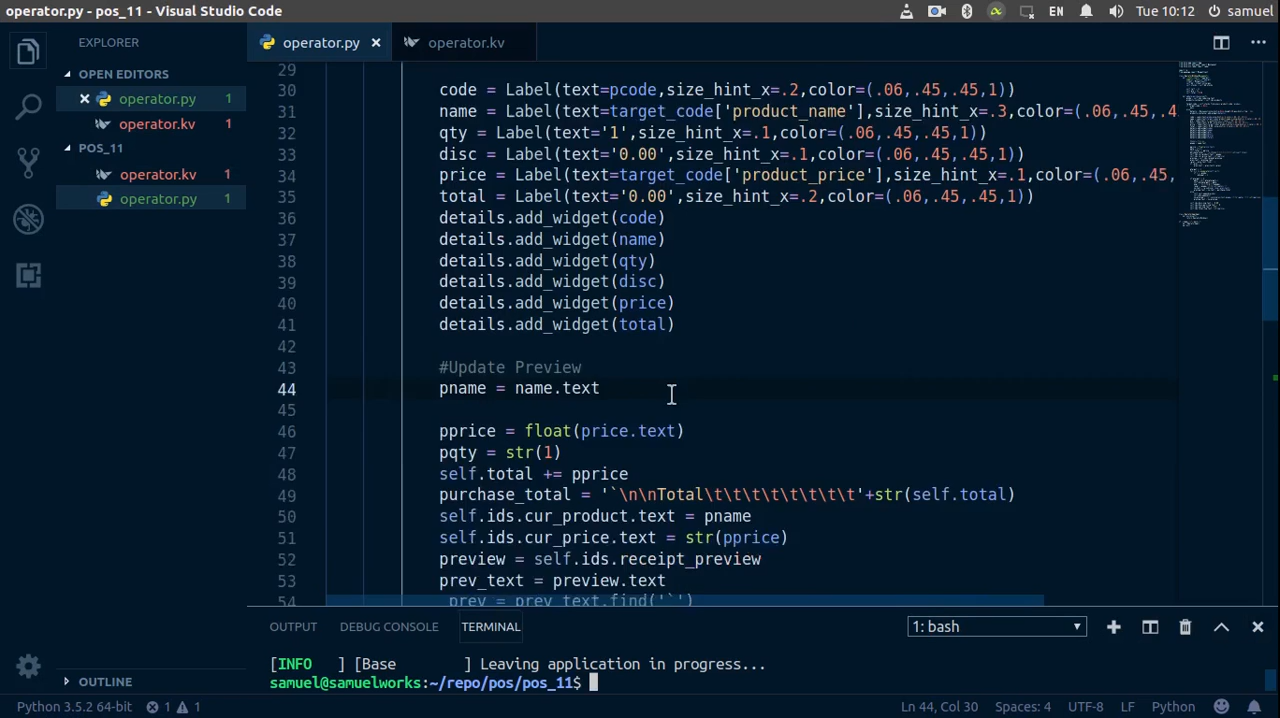 operator.py - pos_11 - Visual Studio Code
EN
Tue 10:12
samuel
EXPLORER
operator.py
operator.kv
OPEN EDITORS
operator.py 1
operator.kv 1
POS_11
operator.kv 1
operator.py 1
OUTLINE
29
30 code = Label(text=pcode,size_hint_x=.2,color=(.06,.45,.45,1))
31 name = Label(text=target_code['product_name'],size_hint_x=.3,color=(.06,.45,.4
32 qty = Label(text='1',size_hint_x=.1,color=(.06,.45,.45,1))
33 disc = Label(text='0.00',size_hint_x=.1,color=(.06,.45,.45,1))
34 price = Label(text=target_code['product_price'],size_hint_x=.1,color=(.06,.45,
35 total = Label(text='0.00',size_hint_x=.2,color=(.06,.45,.45,1))
36 details.add_widget(code)
37 details.add_widget(name)
38 details.add_widget(qty)
39 details.add_widget(disc)
40 details.add_widget(price)
41 details.add_widget(total)
42
43 #Update Preview
44 pname = name.text
45
46 pprice = float(price.text)
47 pqty = str(1)
48 self.total += pprice
49 purchase_total = '`\n\nTotal\t\t\t\t\t\t\t\t'+str(self.total)
50 self.ids.cur_product.text = pname
51 self.ids.cur_price.text = str(pprice)
52 preview = self.ids.receipt_preview
53 prev_text = preview.text
54 _prev = prev_text.find('`')
OUTPUT DEBUG CONSOLE TERMINAL 1: bash
[INFO ] [Base ] Leaving application in progress...
samuel@samuelworks:~/repo/pos/pos_11$
Python 3.5.2 64-bit 1 1 Ln 44, Col 30 Spaces: 4 UTF-8 LF Python